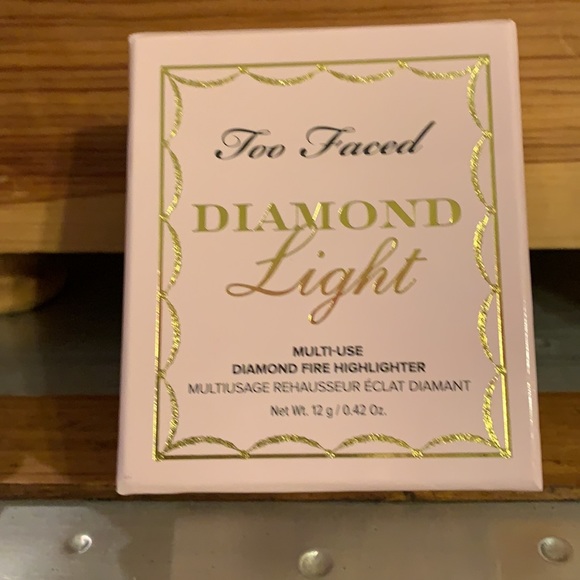 Too Faced
DIAMOND
Light
MULTI-USE
DIAMOND FIRE HIGHLIGHTER
MULTIUSAGE REHAUSSEUR ÉCLAT DIAMANT
Net Wt. 12 g / 0.42 Oz.